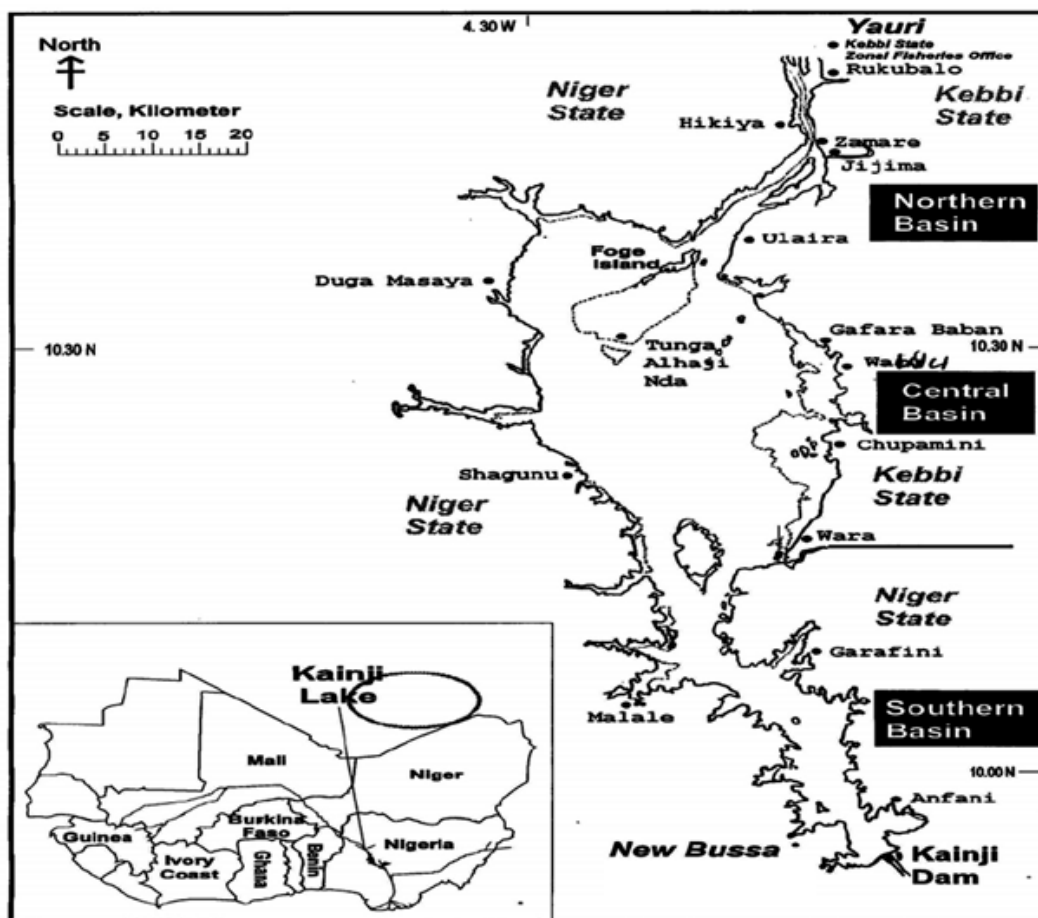 4.30 W
North
Scale, Kilometer
0 5 10 15 20
Yauri
Kebbi State
Zonal Fisheries Office
Rukubalo
Niger
State
Kebbi
State
Hikiya
Zamare
Jijima
Northern
Basin
Ulaira
Foge
Island
Duga Masaya
Gafara Baban
10.30 N
Tunga
Alhaji
Nda
10.30 N
Central
Basin
Chupamini
Shagunu
Kebbi
State
Niger
State
Wara
Niger
State
Garafini
Malale
Southern
Basin
10.00 N
Anfani
New Bussa
Kainji
Dam
Kainji
Lake
Mali
Niger
Guinea
Burkina
Faso
Nigeria
Ivory
Coast
Ghana
Benin